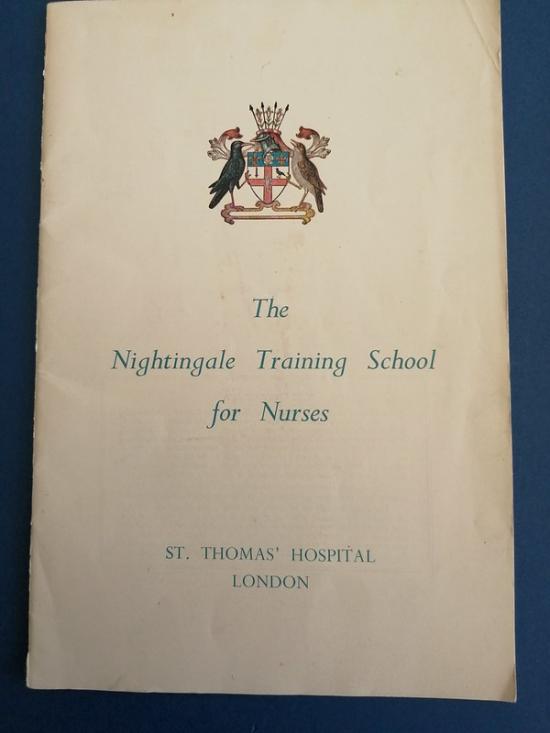 The
Nightingale Training School
for Nurses
ST. THOMAS' HOSPITAL
LONDON